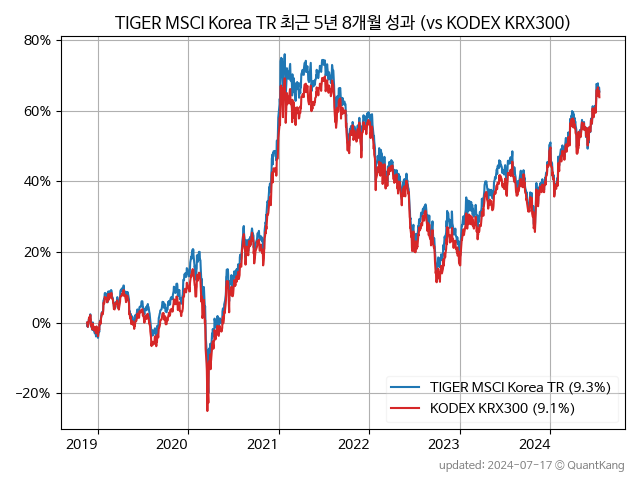 TIGER MSCI Korea TR 최근 5년 8개월 성과 (vs KODEX KRX300)
80%
60%
40%
20%
0%
−20%
TIGER MSCI Korea TR (9.3%)
KODEX KRX300 (9.1%)
2019 2020 2021 2022 2023 2024
updated: 2024-07-17 © QuantKang